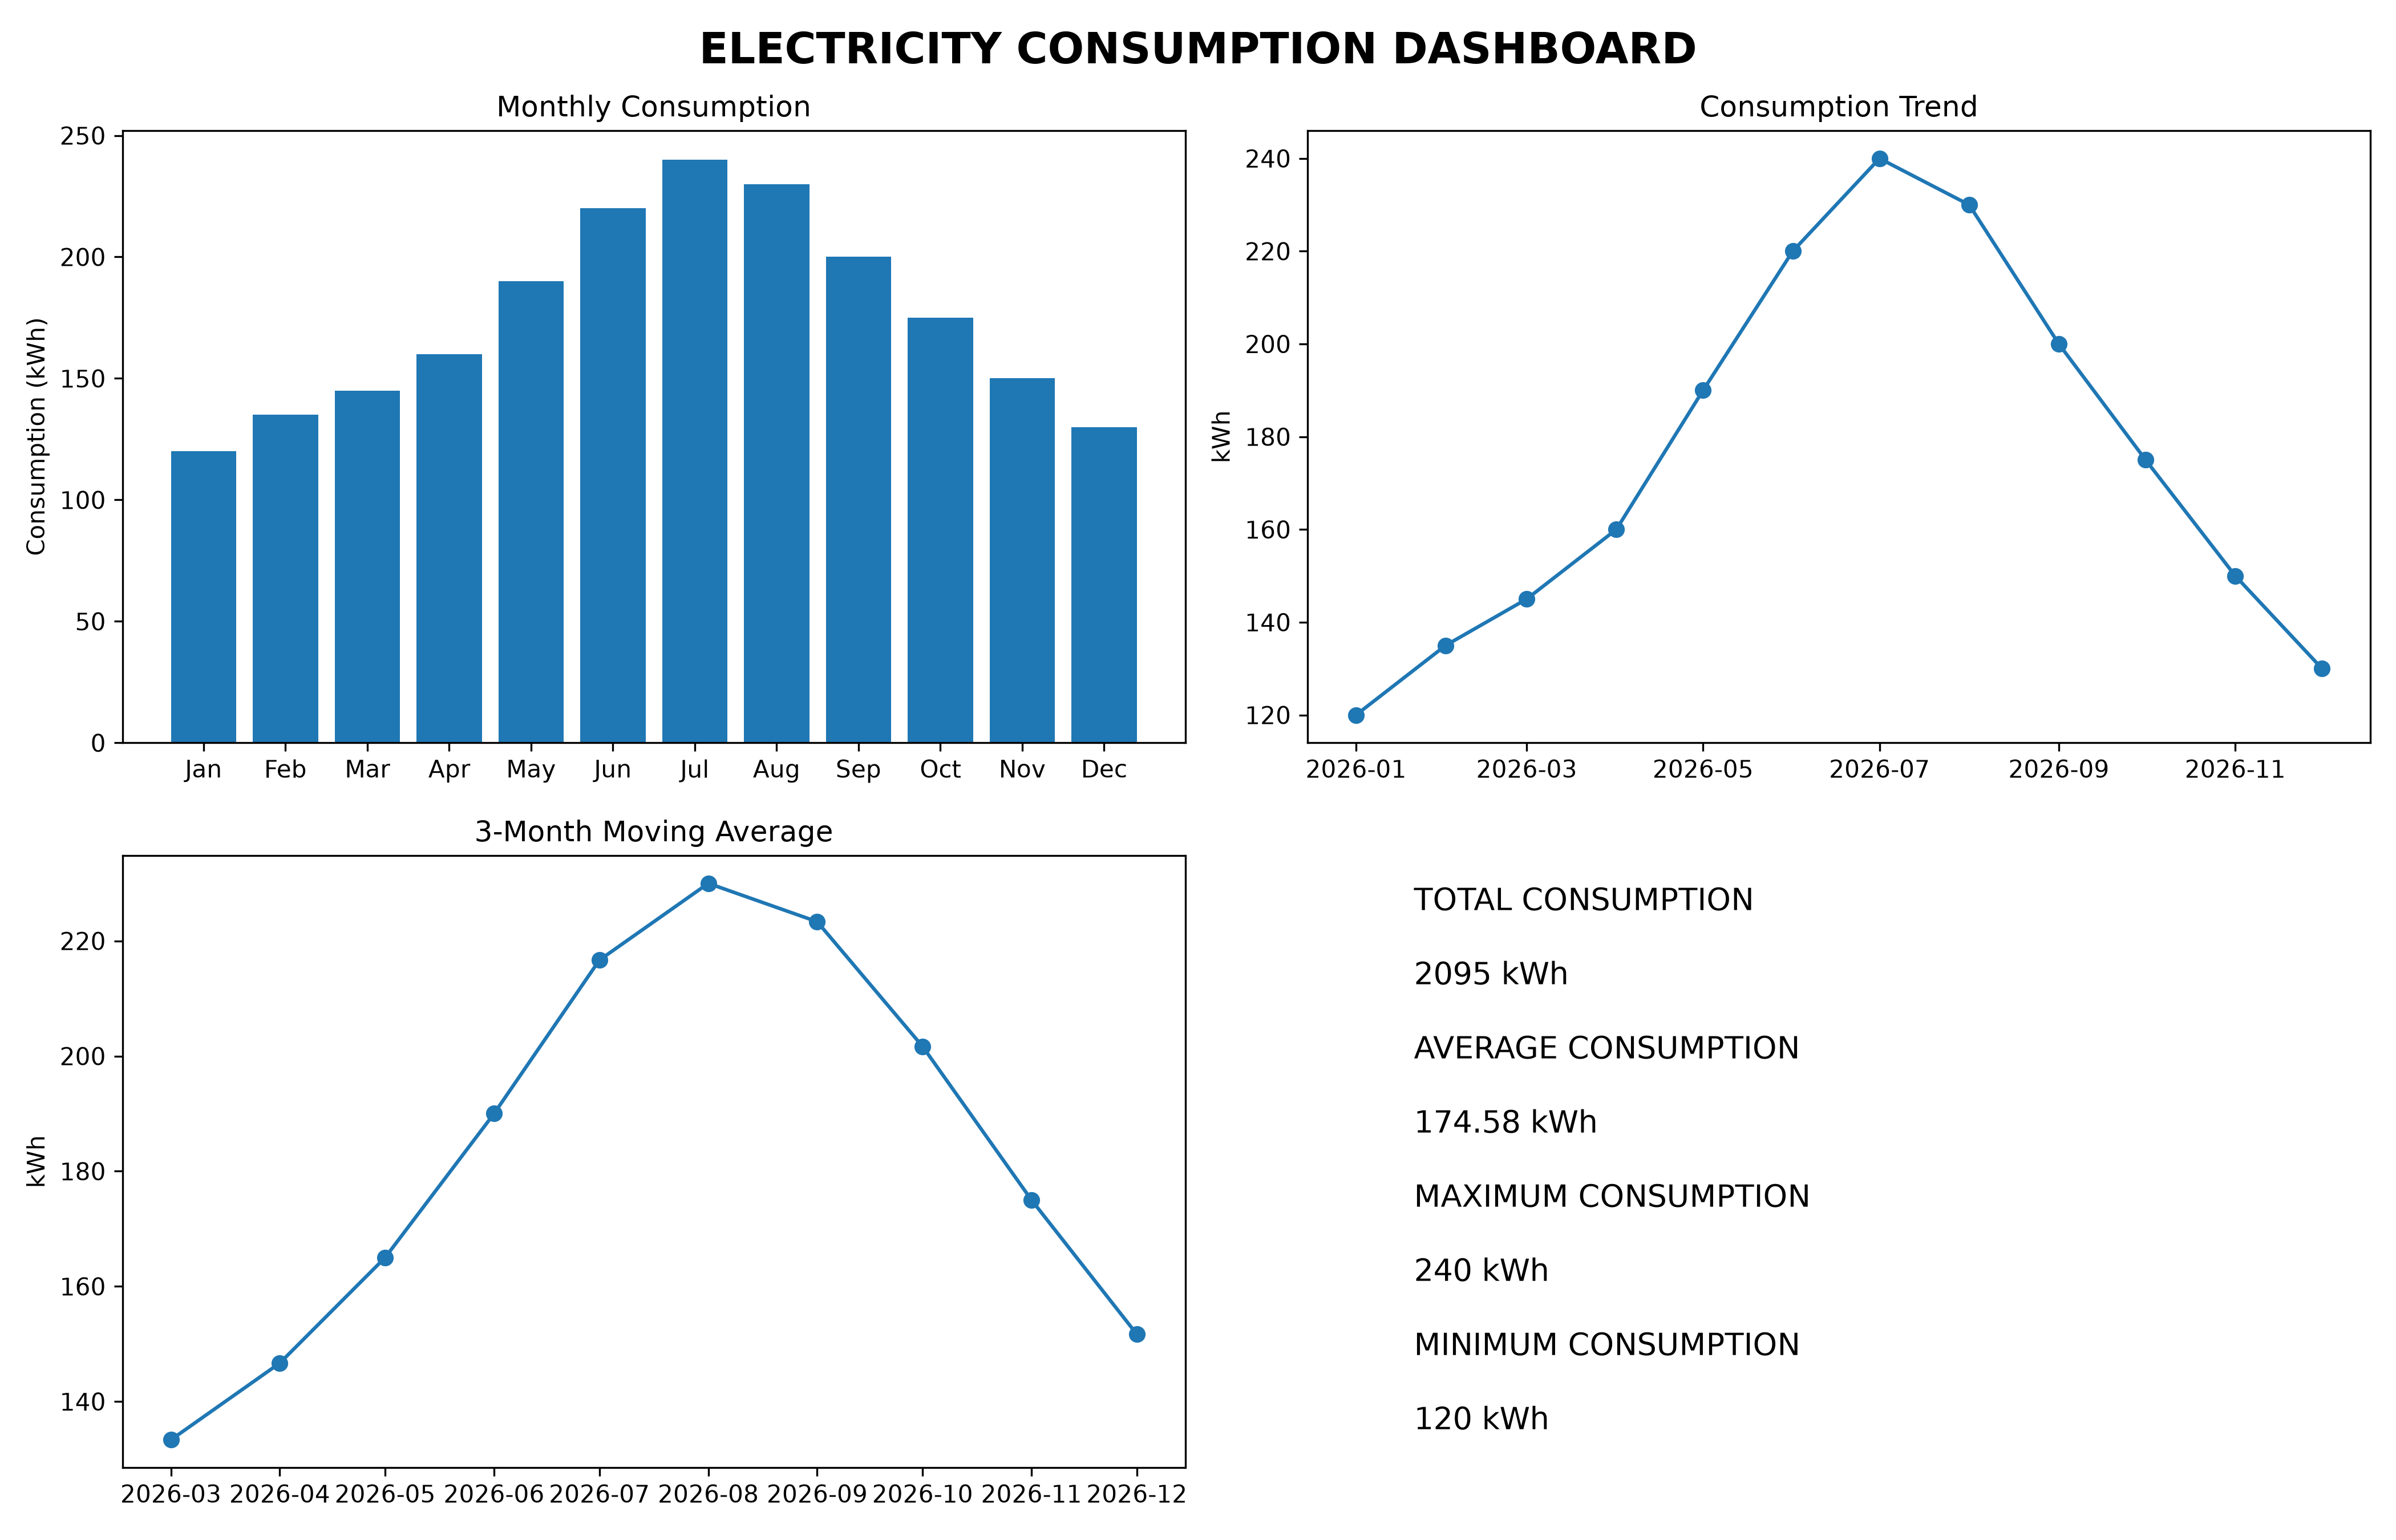 ELECTRICITY CONSUMPTION DASHBOARD
Monthly Consumption
250
200
150
100
50
0
Consumption (kWh)
Jan Feb Mar Apr May Jun Jul Aug Sep Oct Nov Dec
Consumption Trend
240
220
200
180
160
140
120
kWh
2026-01 2026-03 2026-05 2026-07 2026-09 2026-11
3-Month Moving Average
220
200
180
160
140
kWh
2026-03 2026-04 2026-05 2026-06 2026-07 2026-08 2026-09 2026-10 2026-11 2026-12
TOTAL CONSUMPTION
2095 kWh
AVERAGE CONSUMPTION
174.58 kWh
MAXIMUM CONSUMPTION
240 kWh
MINIMUM CONSUMPTION
120 kWh